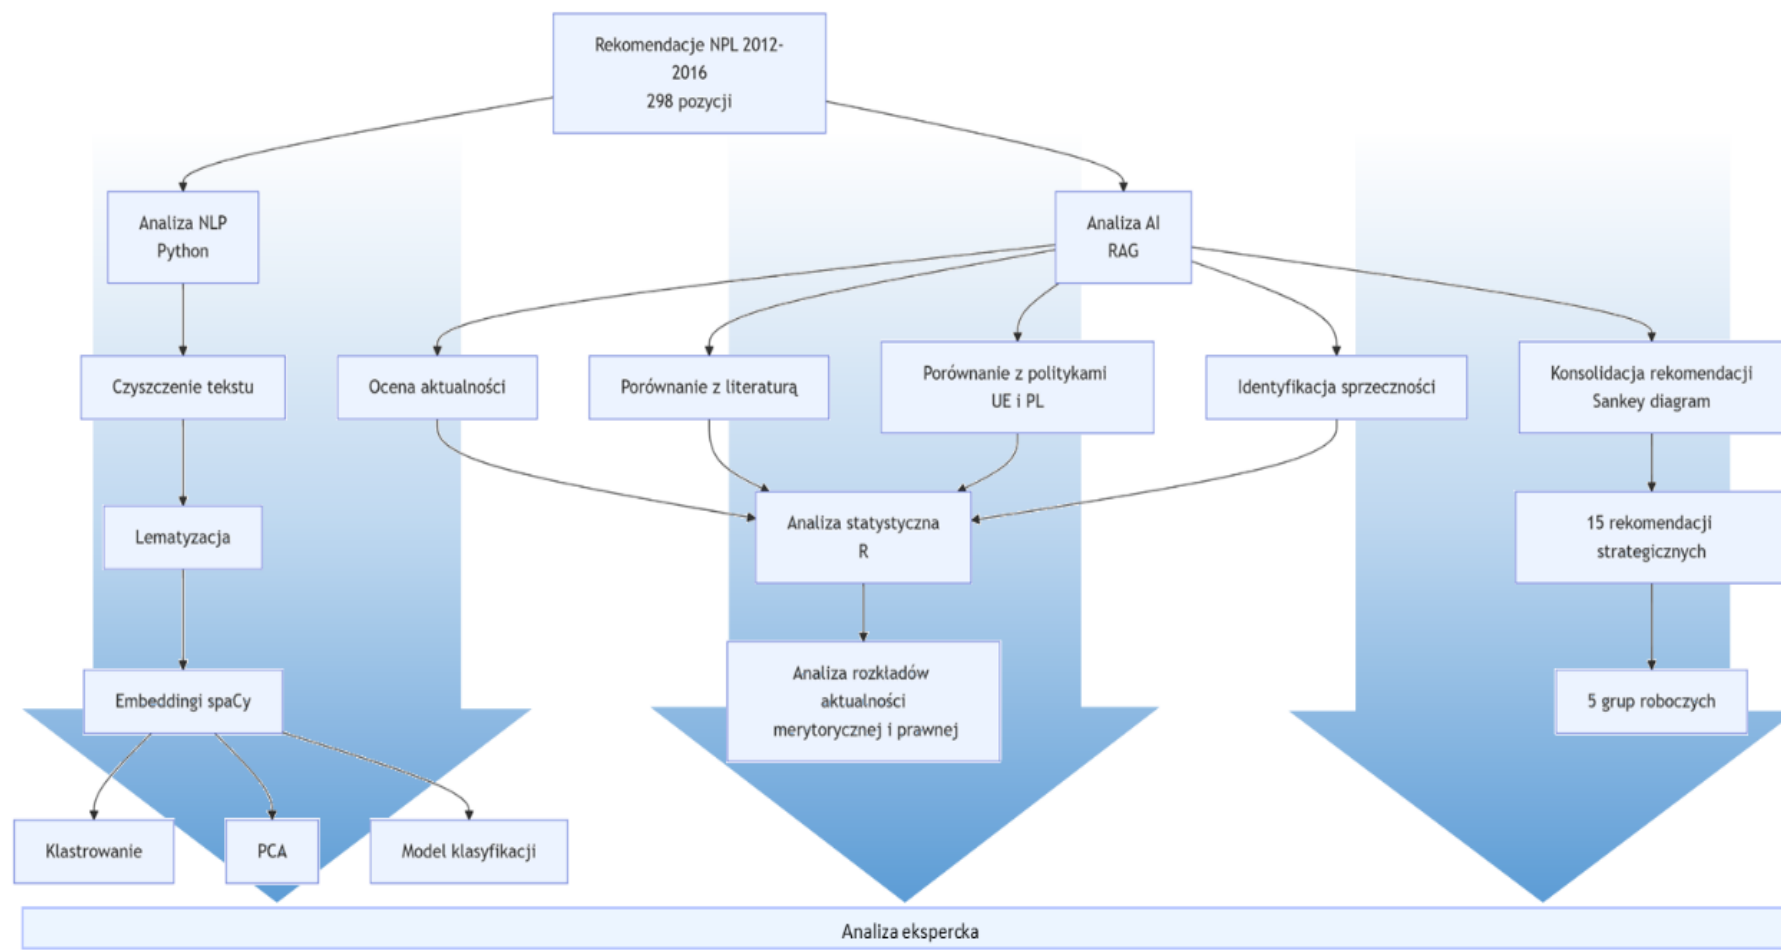 Rekomendacje NPL 2012-
2016
298 pozycji
Analiza NLP
Python
Analiza AI
RAG
Czyszczenie tekstu
Ocena aktualności
Porównanie z literaturą
Porównanie z politykami
UE i PL
Identyfikacja sprzeczności
Konsolidacja rekomendacji
Sankey diagram
Lematyzacja
Analiza statystyczna
R
15 rekomendacji
strategicznych
Embeddingi spaCy
Analiza rozkładów
aktualności
merytorycznej i prawnej
5 grup roboczych
Klastrowanie
PCA
Model klasyfikacji
Analiza ekspercka